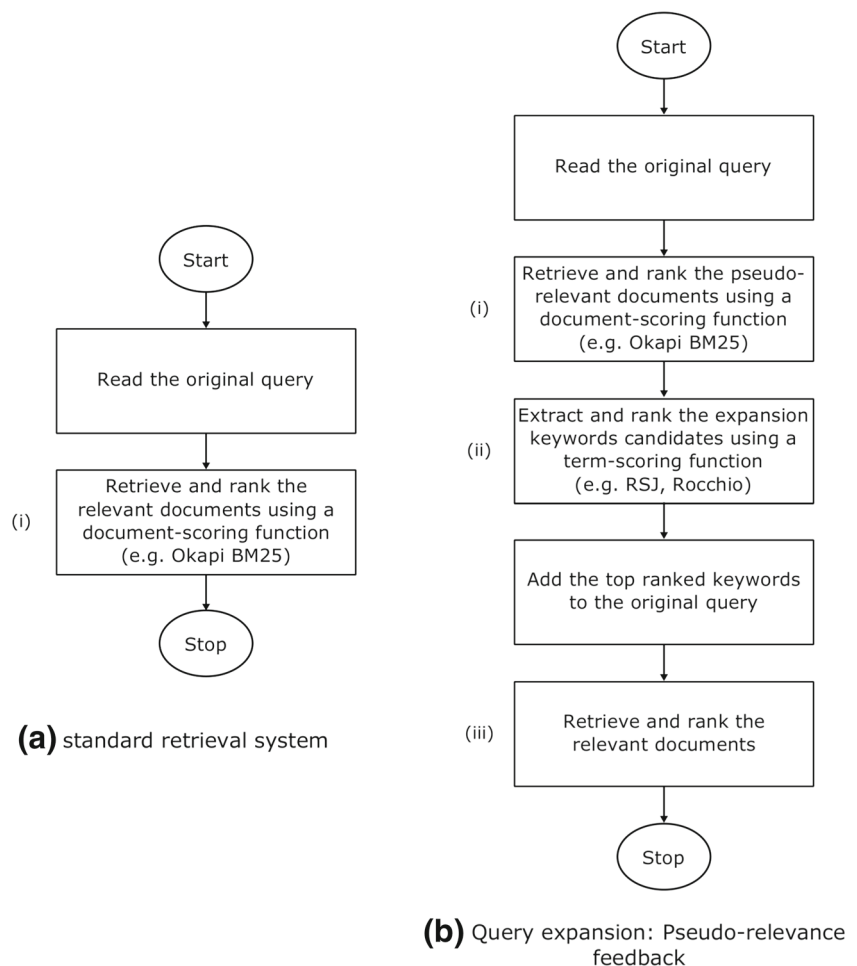 Start
Read the original query
(i)
Retrieve and rank the
relevant documents using a
document-scoring function
(e.g. Okapi BM25)
Stop
(a) standard retrieval system
Start
Read the original query
(i)
Retrieve and rank the pseudo-
relevant documents using a
document-scoring function
(e.g. Okapi BM25)
(ii)
Extract and rank the expansion
keywords candidates using a
term-scoring function
(e.g. RSJ, Rocchio)
Add the top ranked keywords
to the original query
(iii)
Retrieve and rank the
relevant documents
Stop
(b) Query expansion: Pseudo-relevance
feedback